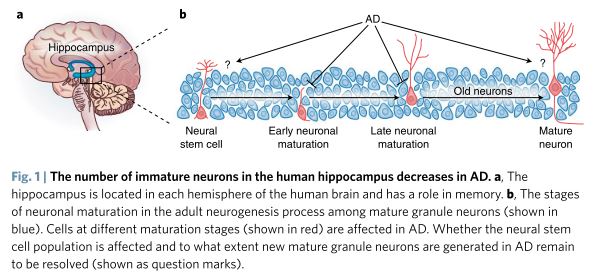 a
Hippocampus
b
AD
?
?
Old neurons
Neural
stem cell
Early neuronal
maturation
Late neuronal
maturation
Mature
neuron
Fig. 1 | The number of immature neurons in the human hippocampus decreases in AD. a, The
hippocampus is located in each hemisphere of the human brain and has a role in memory. b, The stages
of neuronal maturation in the adult neurogenesis process among mature granule neurons (shown in
blue). Cells at different maturation stages (shown in red) are affected in AD. Whether the neural stem
cell population is affected and to what extent new mature granule neurons are generated in AD remain
to be resolved (shown as question marks).